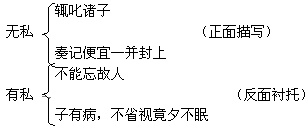 辄叱诸子
无私
（正面描写）
奏记便宜一并封上
不能忘故人
有私
（反面衬托）
子有病，不省视竟夕不眠